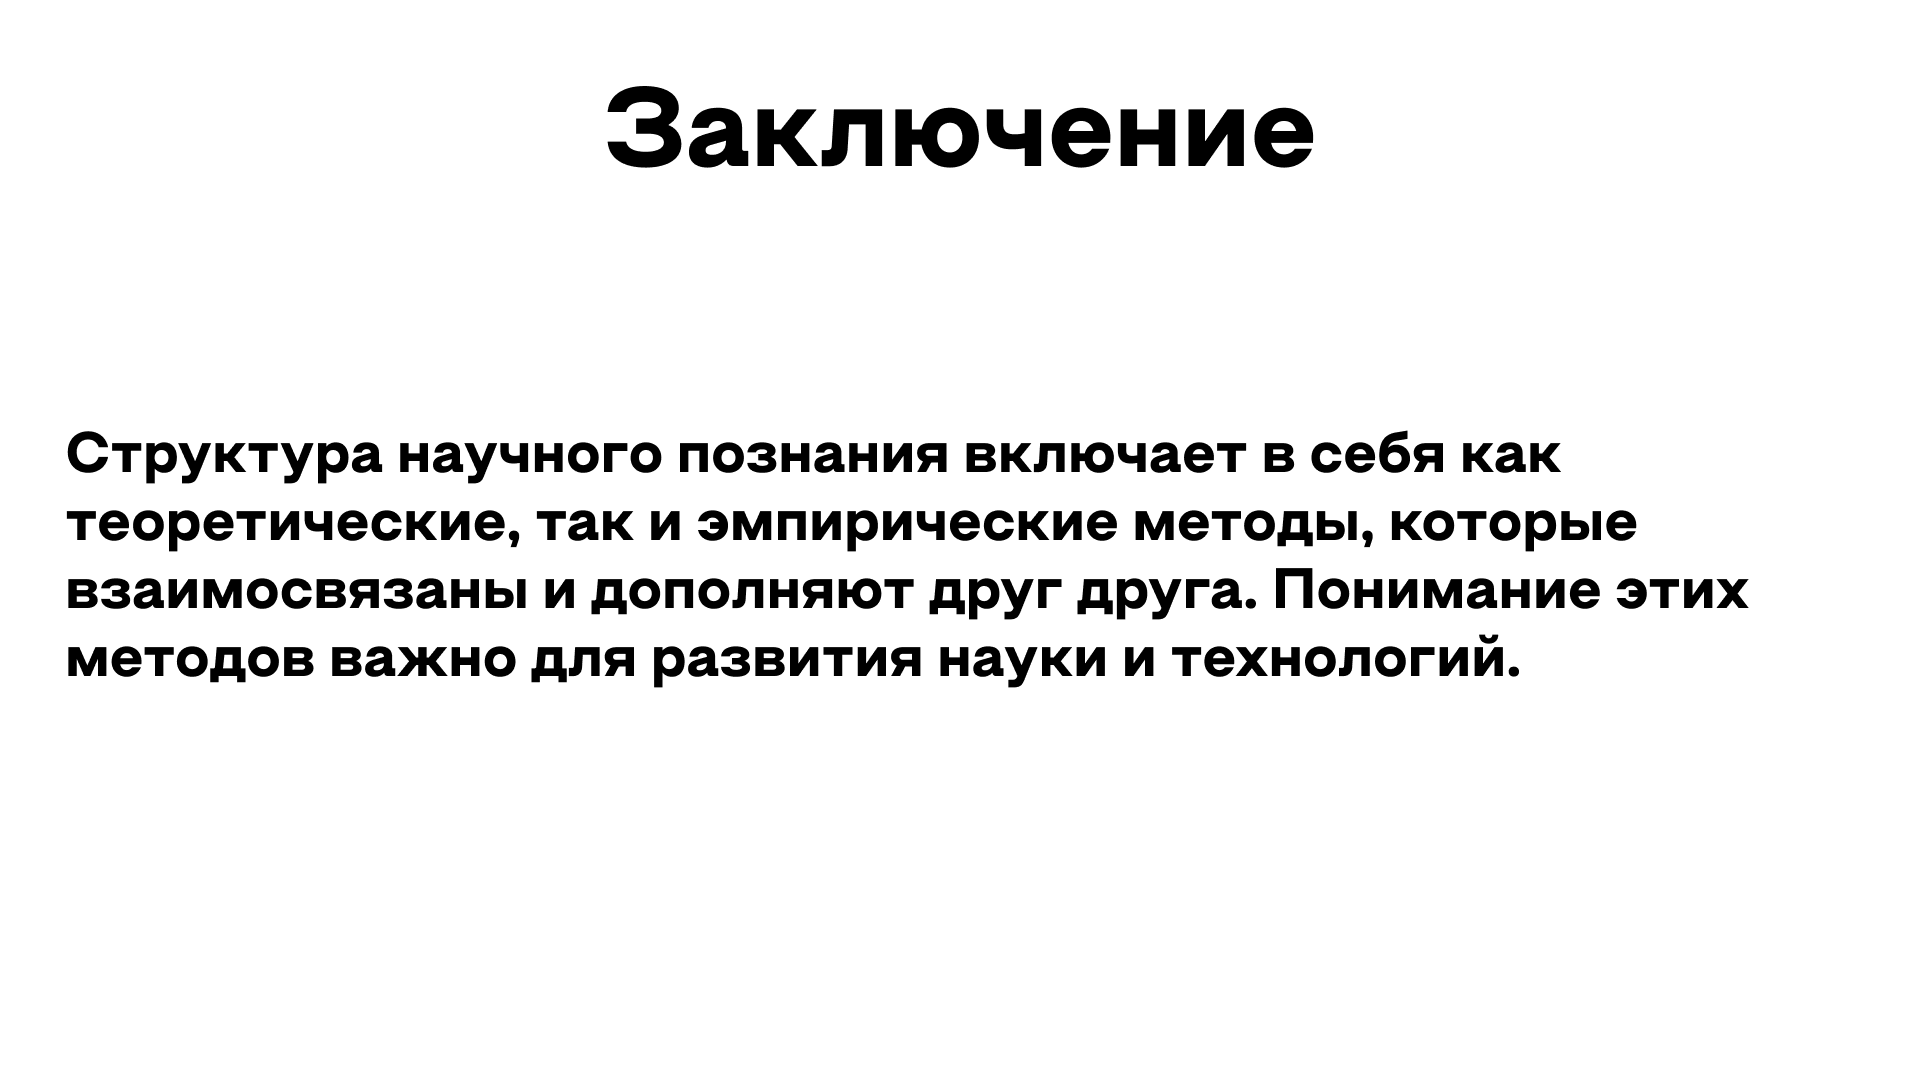 Заключение
Структура научного познания включает в себя как
теоретические, так и эмпирические методы, которые
взаимосвязаны и дополняют друг друга. Понимание этих
методов важно для развития науки и технологий.